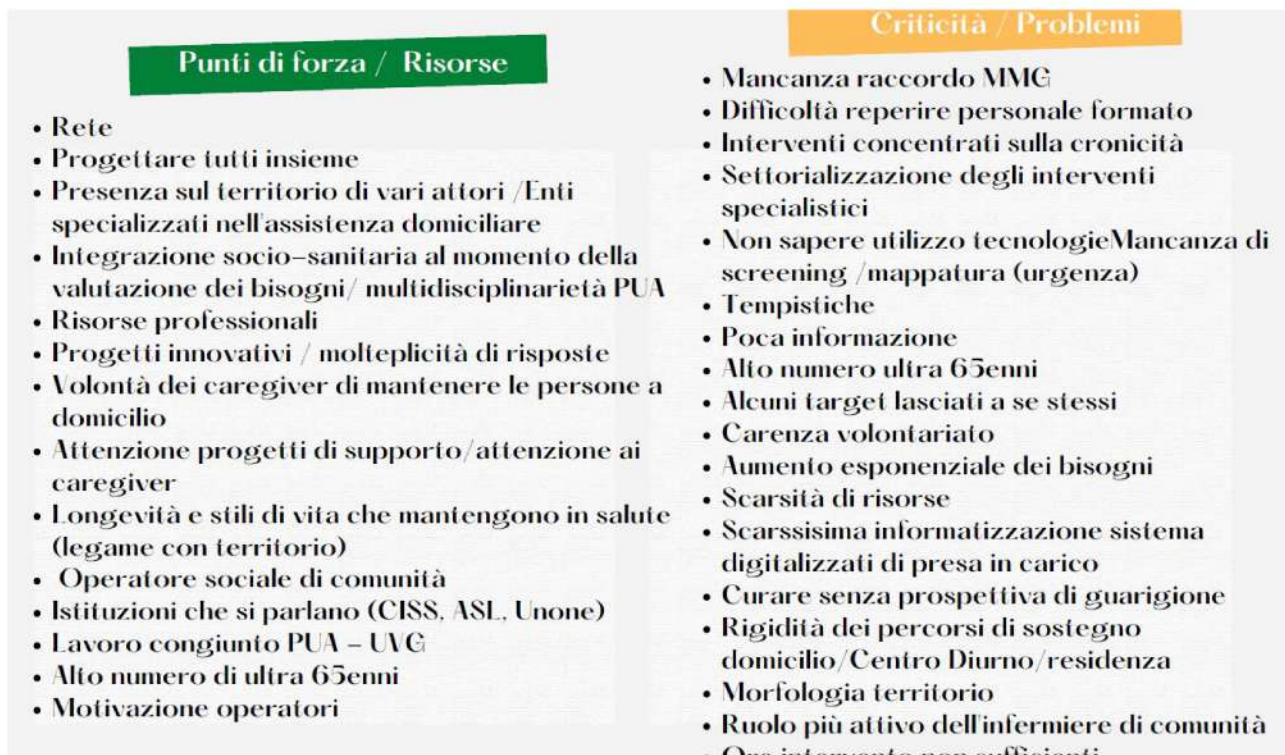 Punti di forza / Risorse
• Rete
• Progettare tutti insieme
• Presenza sul territorio di vari attori /Enti
specializzati nell'assistenza domiciliare
• Integrazione socio-sanitaria al momento della
valutazione dei bisogni/ multidisciplinarietà PUA
• Risorse professionali
• Progetti innovativi / molteplicità di risposte
• Volontà dei caregiver di mantenere le persone a
domicilio
• Attenzione progetti di supporto/attenzione ai
caregiver
• Longevità e stili di vita che mantengono in salute
(legame con territorio)
• Operatore sociale di comunità
• Istituzioni che si parlano (CISS, ASL, Unone)
• Lavoro congiunto PUA – UVG
• Alto numero di ultra 65enni
• Motivazione operatori
Criticità / Problemi
• Mancanza raccordo MMG
• Difficoltà reperire personale formato
• Interventi concentrati sulla cronicità
• Settorializzazione degli interventi
specialistici
• Non sapere utilizzo tecnologieMancanza di
screening /mappatura (urgenza)
• Tempistiche
• Poca informazione
• Alto numero ultra 65enni
• Alcuni target lasciati a se stessi
• Carenza volontariato
• Aumento esponenziale dei bisogni
• Scarsità di risorse
• Scarssisima informatizzazione sistema
digitalizzati di presa in carico
• Curare senza prospettiva di guarigione
• Rigidità dei percorsi di sostegno
domicilio/Centro Diurno/residenza
• Morfologia territorio
• Ruolo più attivo dell'infermiere di comunità
• Ore intervento non sufficienti